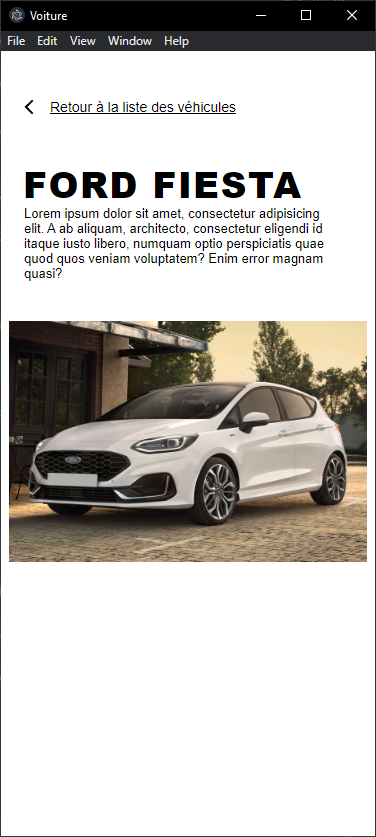 Voiture
File Edit View Window Help
Retour à la liste des véhicules
FORD FIESTA
Lorem ipsum dolor sit amet, consectetur adipisicing
elit. A ab aliquam, architecto, consectetur eligendi id
itaque iusto libero, numquam optio perspiciatis quae
quod quos veniam voluptatem? Enim error magnam
quasi?
Ford